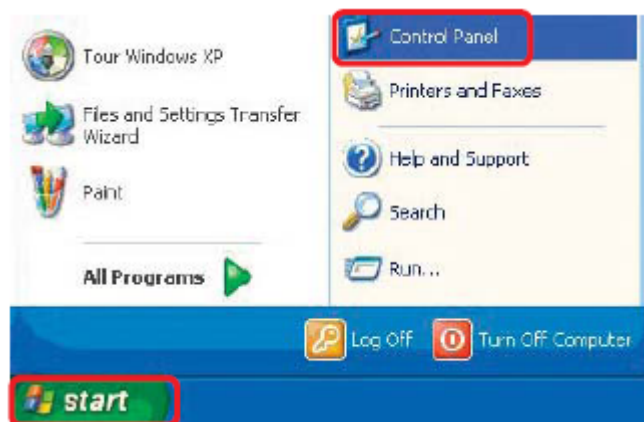 Tour Windows XP
Files and Settings Transfer
Wizard
Paint
All Programs
Control Panel
Printers and Faxes
Help and Support
Search
Run...
Log Off
Turn Off Computer
start